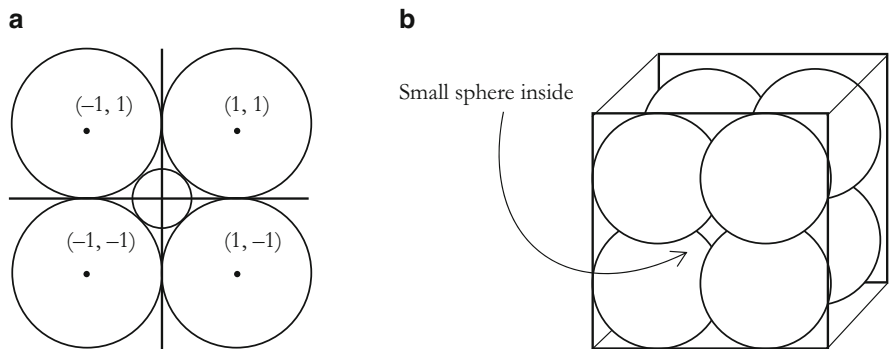 a
(–1, 1)
(1, 1)
(–1, –1)
(1, –1)
b
Small sphere inside